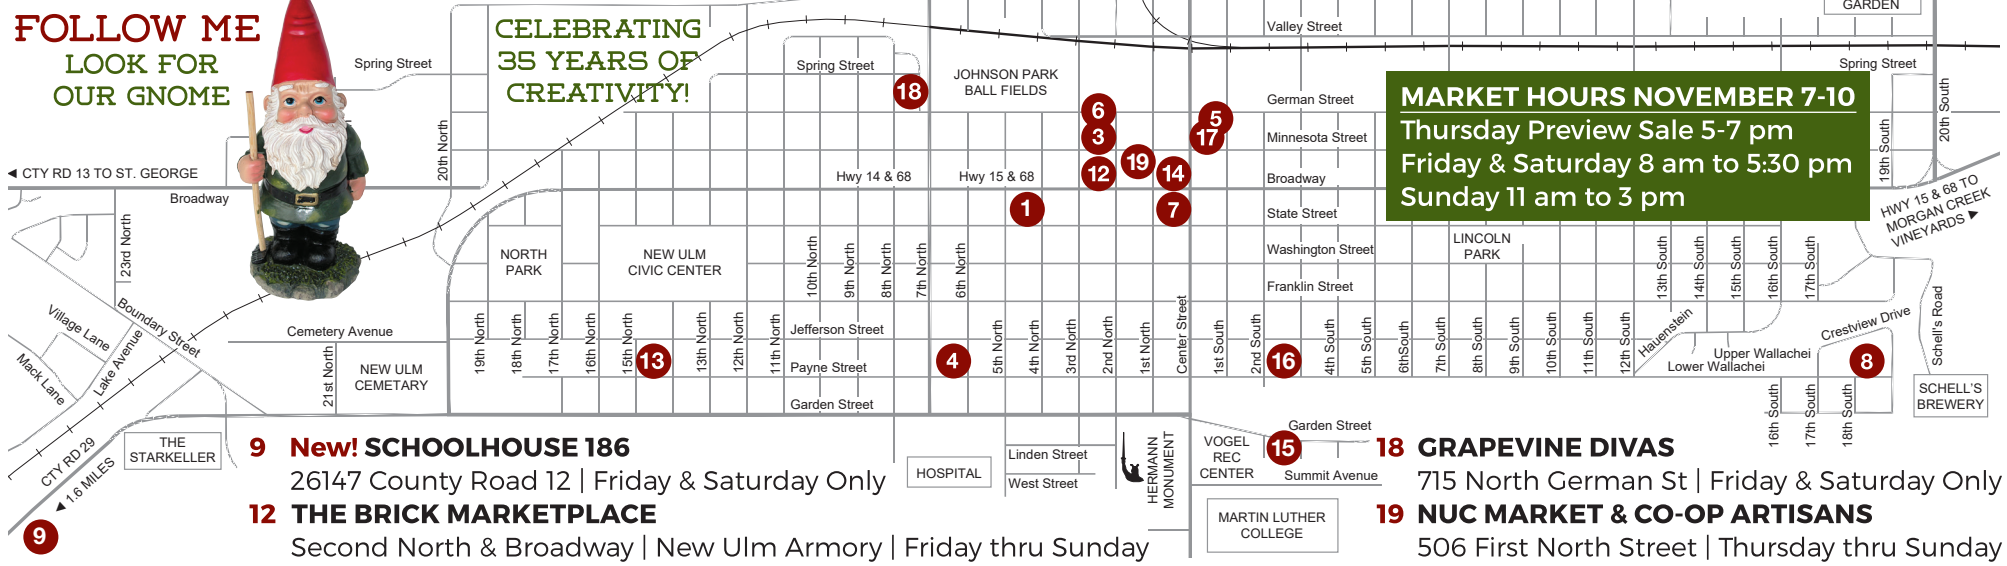 FOLLOW ME
LOOK FOR
OUR GNOME
CELEBRATING
35 YEARS OF
CREATIVITY!
MARKET HOURS NOVEMBER 7-10
Thursday Preview Sale 5-7 pm
Friday & Saturday 8 am to 5:30 pm
Sunday 11 am to 3 pm
GARDEN
Valley Street
Spring Street
Spring Street
Spring Street
JOHNSON PARK
BALL FIELDS
German Street
Minnesota Street
Broadway
State Street
Washington Street
Franklin Street
20th North
20th South
19th South
◄ CTY RD 13 TO ST. GEORGE
Broadway
Hwy 14 & 68
Hwy 15 & 68
HWY 15 & 68 TO
MORGAN CREEK
VINEYARDS ►
18
6
3
12
19
5
17
14
7
1
23rd North
NORTH
PARK
NEW ULM
CIVIC CENTER
10th North
9th North
8th North
7th North
6th North
LINCOLN
PARK
13th South
14th South
15th South
16th South
17th South
Village Lane
Boundary Street
Mack Lane
Lake Avenue
Cemetery Avenue
21st North
NEW ULM
CEMETARY
19th North
18th North
17th North
16th North
15th North
13
13th North
12th North
11th North
Jefferson Street
Payne Street
Garden Street
4
5th North
4th North
3rd North
2nd North
1st North
Center Street
1st South
2nd South
16
4th South
5th South
6thSouth
7th South
8th South
9th South
10th South
11th South
12th South
Hauenstein
Upper Wallachei
Lower Wallachei
Crestview Drive
8
Schell's Road
16th South
17th South
18th South
SCHELL'S
BREWERY
CTY RD 29
◄ 1.6 MILES
9
THE
STARKELLER
HOSPITAL
Linden Street
West Street
HERMANN
MONUMENT
VOGEL
REC
CENTER
15
Garden Street
Summit Avenue
MARTIN LUTHER
COLLEGE
9 New! SCHOOLHOUSE 186
26147 County Road 12 | Friday & Saturday Only
12 THE BRICK MARKETPLACE
Second North & Broadway | New Ulm Armory | Friday thru Sunday
18 GRAPEVINE DIVAS
715 North German St | Friday & Saturday Only
19 NUC MARKET & CO-OP ARTISANS
506 First North Street | Thursday thru Sunday